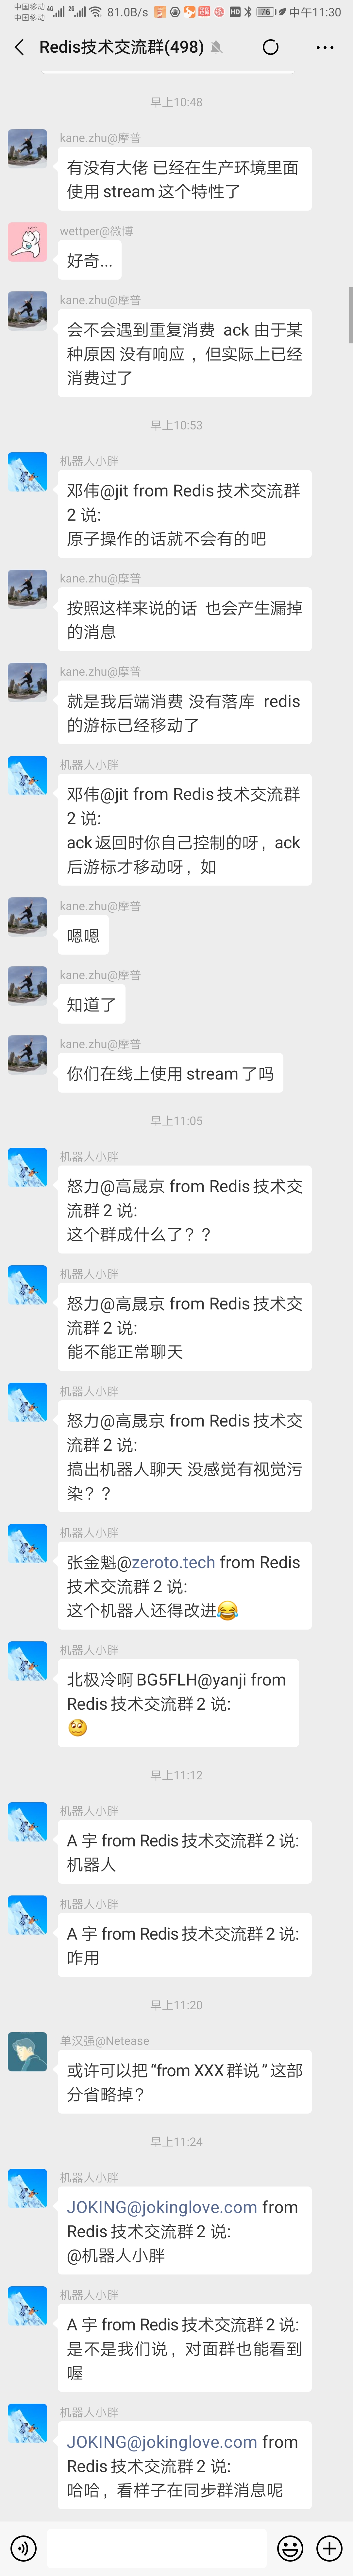 中国移动 4G 2G 81.0B/s HD 76 中午11:30
中国移动
Redis技术交流群(498)
早上10:48
kane.zhu@摩普
有没有大佬 已经在生产环境里面
使用 stream 这个特性了
wettper@微博
好奇...
kane.zhu@摩普
会不会遇到重复消费 ack 由于某
种原因 没有响应 ，但实际上已经
消费过了
早上10:53
机器人小胖
邓伟@jit from Redis 技术交流群
2 说:
原子操作的话就不会有的吧
kane.zhu@摩普
按照这样来说的话 也会产生漏掉
的消息
kane.zhu@摩普
就是我后端消费 没有落库 redis
的游标已经移动了
机器人小胖
邓伟@jit from Redis 技术交流群
2 说:
ack 返回时你自己控制的呀，ack
后游标才移动呀，如
kane.zhu@摩普
嗯嗯
kane.zhu@摩普
知道了
kane.zhu@摩普
你们在线上使用 stream 了吗
早上11:05
机器人小胖
怒力@高晟京 from Redis 技术交
流群 2 说:
这个群成什么了？？
机器人小胖
怒力@高晟京 from Redis 技术交
流群 2 说:
能不能正常聊天
机器人小胖
怒力@高晟京 from Redis 技术交
流群 2 说:
搞出机器人聊天 没感觉有视觉污
染？？
机器人小胖
张金魁@zeroto.tech from Redis
技术交流群 2 说:
这个机器人还得改进😂
机器人小胖
北极冷啊 BG5FLH@yanji from
Redis 技术交流群 2 说:
早上11:12
机器人小胖
A 宇 from Redis 技术交流群 2 说:
机器人
机器人小胖
A 宇 from Redis 技术交流群 2 说:
咋用
早上11:20
单汉强@Netease
或许可以把“from XXX 群说 ” 这部
分省略掉？
早上11:24
机器人小胖
JOKING@jokinglove.com from
Redis 技术交流群 2 说:
@机器人小胖
机器人小胖
A 宇 from Redis 技术交流群 2 说:
是不是我们说，对面群也能看到
喔
机器人小胖
JOKING@jokinglove.com from
Redis 技术交流群 2 说:
哈哈，看样子在同步群消息呢